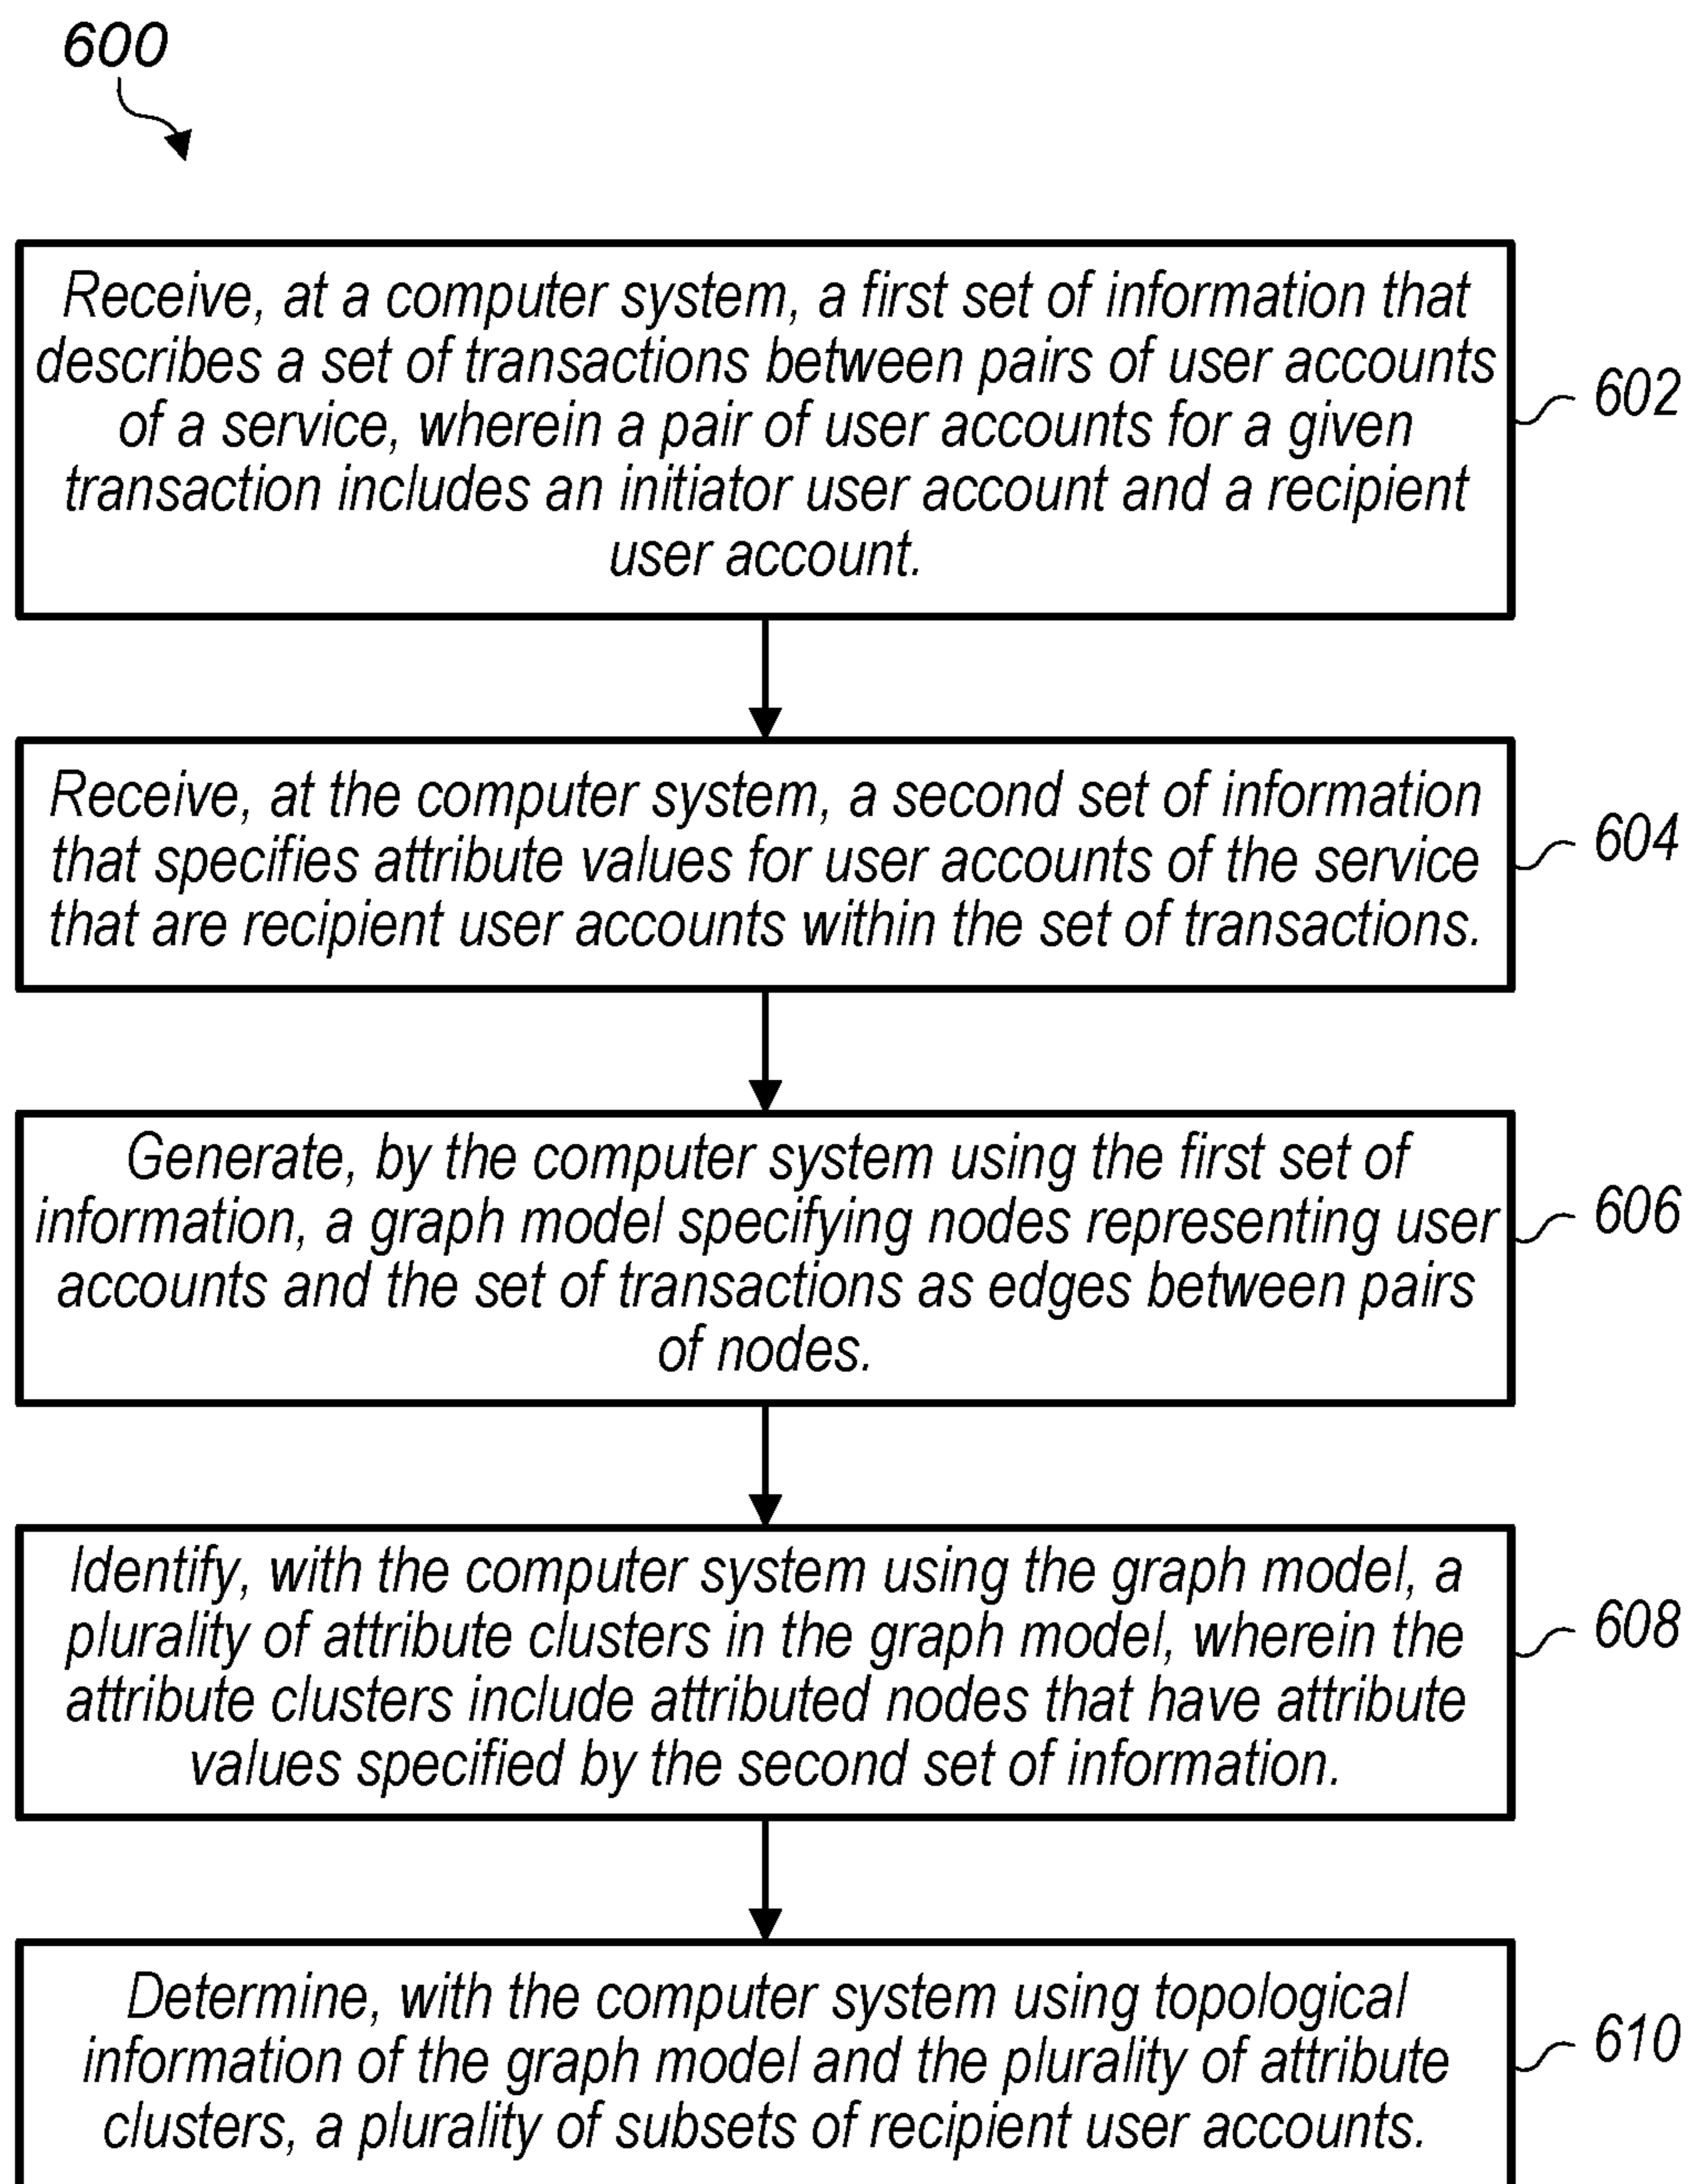 600
Receive, at a computer system, a first set of information that
describes a set of transactions between pairs of user accounts
of a service, wherein a pair of user accounts for a given
transaction includes an initiator user account and a recipient
user account.
602
Receive, at the computer system, a second set of information
that specifies attribute values for user accounts of the service
that are recipient user accounts within the set of transactions.
604
Generate, by the computer system using the first set of
information, a graph model specifying nodes representing user
accounts and the set of transactions as edges between pairs
of nodes.
606
Identify, with the computer system using the graph model, a
plurality of attribute clusters in the graph model, wherein the
attribute clusters include attributed nodes that have attribute
values specified by the second set of information.
608
Determine, with the computer system using topological
information of the graph model and the plurality of attribute
clusters, a plurality of subsets of recipient user accounts.
610